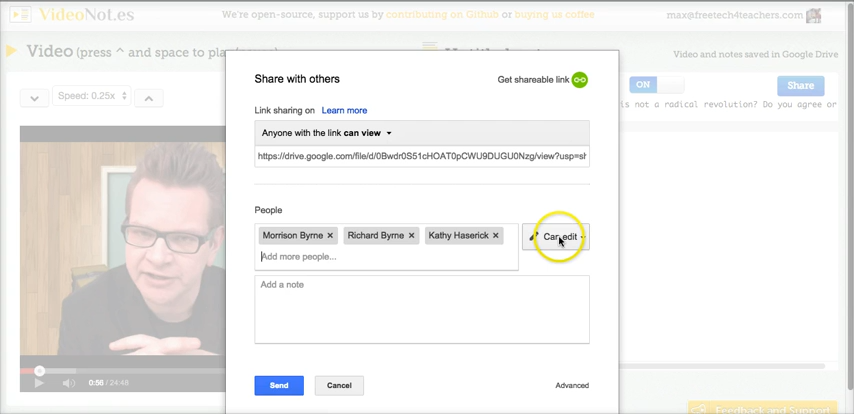 VideoNot.es
We're open-source, support us by contributing on Github or buying us coffee
max@freetech4teachers.com
Video (press ^ and space to
Video and notes saved in Google Drive
Speed: 0.25x
ON
Share
is not a radical revolution? Do you agree or
Share with others
Get shareable link
Link sharing on Learn more
Anyone with the link can view
https://drive.google.com/file/d/0Bwdr0S51cHOAT0pCWU9DUGU0Nzg/view?usp=sh
People
Morrison Byrne × Richard Byrne × Kathy Haserick ×
Can edit
Add more people...
Add a note
0:56 / 24:48
Send
Cancel
Advanced
Feedback and Support